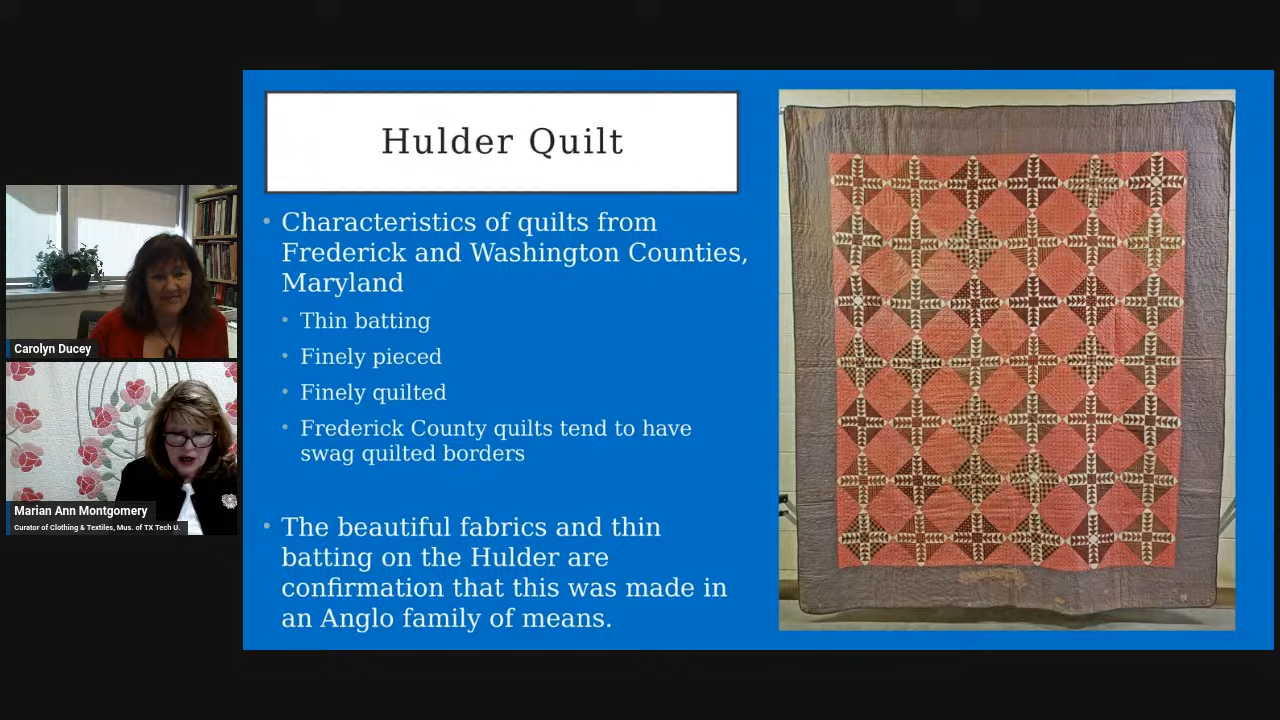 Hulder Quilt
• Characteristics of quilts from
Frederick and Washington Counties,
Maryland
• Thin batting
• Finely pieced
• Finely quilted
• Frederick County quilts tend to have
swag quilted borders
• The beautiful fabrics and thin
batting on the Hulder are
confirmation that this was made in
an Anglo family of means.
Carolyn Ducey
Marian Ann Montgomery
Curator of Clothing & Textiles, Mus. of TX Tech U.